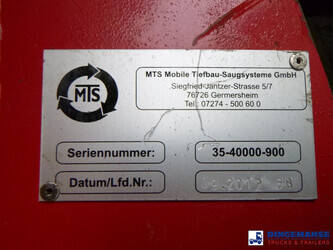 MTS
MTS Mobile Tiefbau-Saugsysteme GmbH
Siegfried-Jantzer-Strasse 5/7
76726 Germersheim
Tel.: 07274 - 500 60 0
Seriennummer: 35-40000-900
Datum/Lfd.Nr.:
DINGEMANSE
TRUCKS & TRAILERS